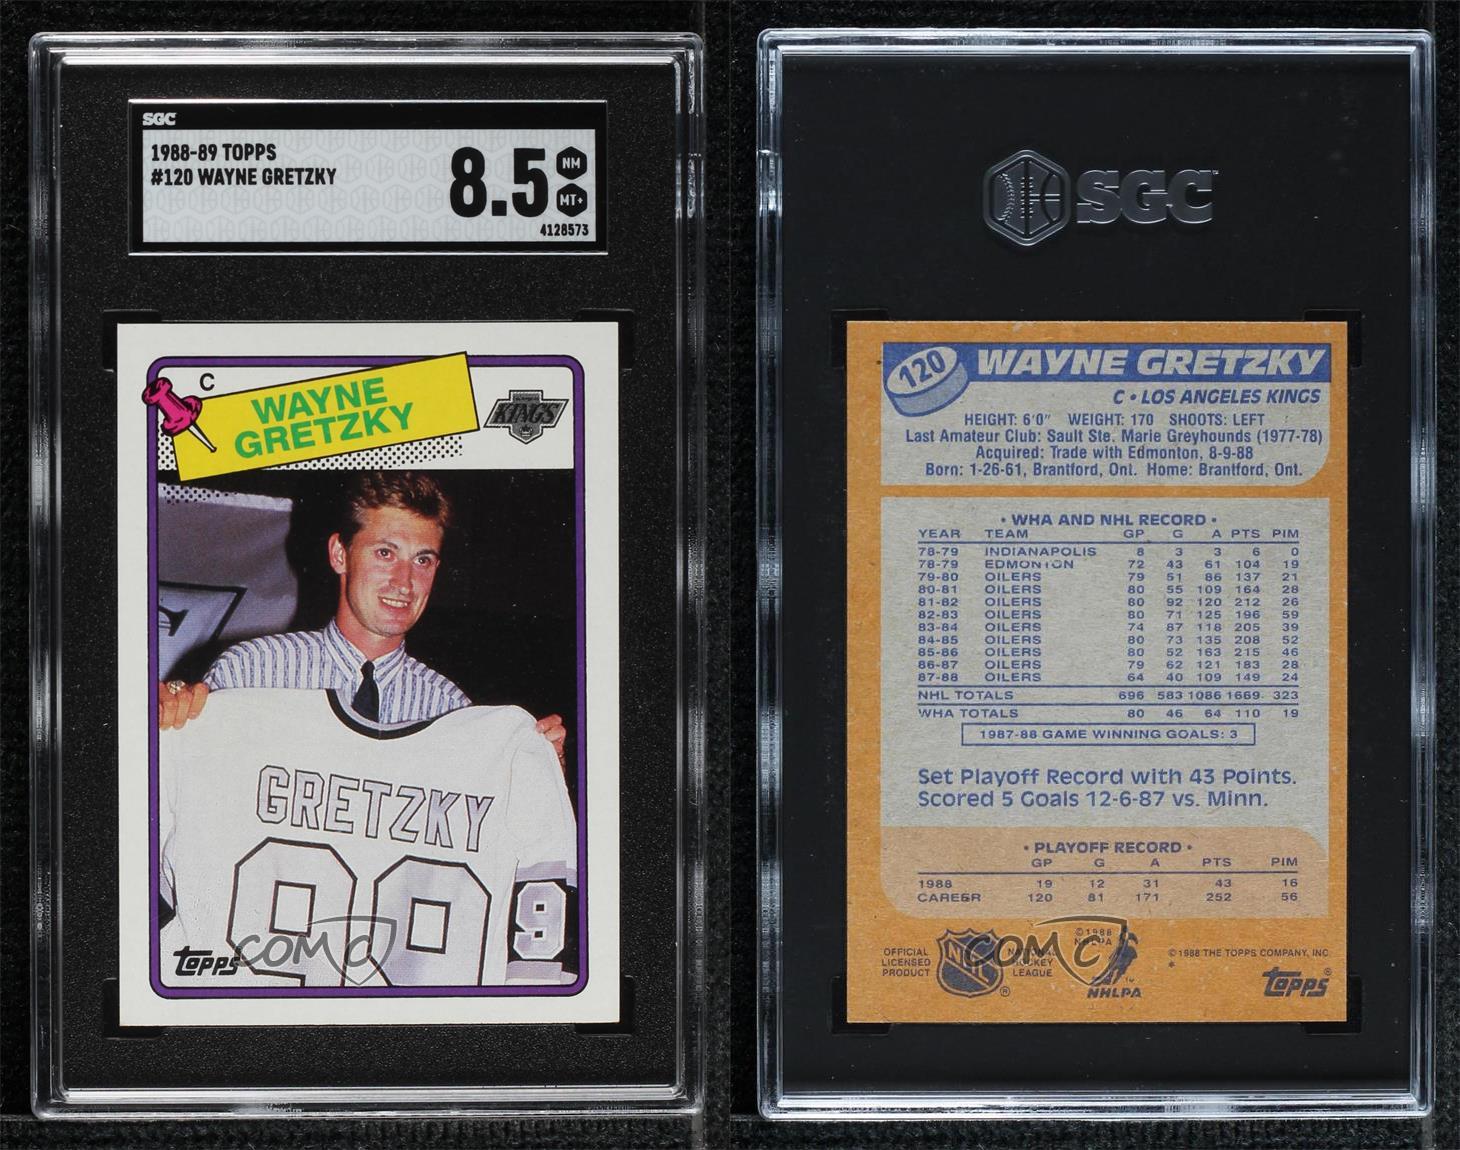 SGC
1988-89 TOPPS
#120 WAYNE GRETZKY
8.5
NM
MT+
4128573
C
WAYNE
GRETZKY
KINGS
GRETZKY
99
9
TOPPS
COMC
SGC
120
WAYNE GRETZKY
C • LOS ANGELES KINGS
HEIGHT: 6'0" WEIGHT: 170 SHOOTS: LEFT
Last Amateur Club: Sault Ste. Marie Greyhounds (1977-78)
Acquired: Trade with Edmonton, 8-9-88
Born: 1-26-61, Brantford, Ont. Home: Brantford, Ont.
• WHA AND NHL RECORD •
YEAR TEAM GP G A PTS PIM
78-79 INDIANAPOLIS 8 3 3 6 0
78-79 EDMONTON 72 43 61 104 19
79-80 OILERS 79 51 86 137 21
80-81 OILERS 80 55 109 164 28
81-82 OILERS 80 92 120 212 26
82-83 OILERS 80 71 125 196 59
83-84 OILERS 74 87 118 205 39
84-85 OILERS 80 73 135 208 52
85-86 OILERS 80 52 163 215 46
86-87 OILERS 79 62 121 183 28
87-88 OILERS 64 40 109 149 24
NHL TOTALS 696 583 1086 1669 323
WHA TOTALS 80 46 64 110 19
1987-88 GAME WINNING GOALS: 3
Set Playoff Record with 43 Points.
Scored 5 Goals 12-6-87 vs. Minn.
• PLAYOFF RECORD •
GP G A PTS PIM
1988 19 12 31 43 16
CAREER 120 81 171 252 56
OFFICIAL LICENSED PRODUCT
NHL
®
NATIONAL HOCKEY LEAGUE
© 1988
NHLPA
NHLPA
© 1988 THE TOPPS COMPANY, INC.
*
TOPPS®
COMC